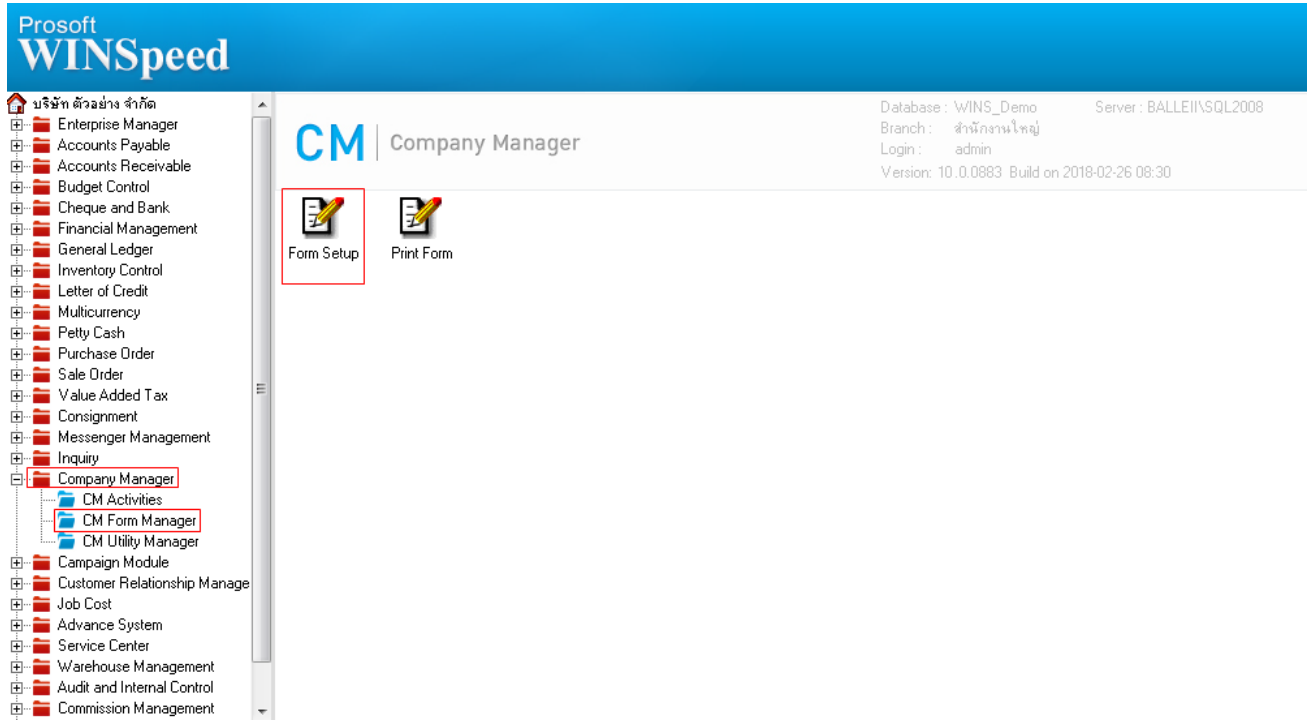 Prosoft
WINSpeed
บริษัท ตัวอย่าง จำกัด
Enterprise Manager
Accounts Payable
Accounts Receivable
Budget Control
Cheque and Bank
Financial Management
General Ledger
Inventory Control
Letter of Credit
Multicurrency
Petty Cash
Purchase Order
Sale Order
Value Added Tax
Consignment
Messenger Management
Inquiry
Company Manager
CM Activities
CM Form Manager
CM Utility Manager
Campaign Module
Customer Relationship Manage
Job Cost
Advance System
Service Center
Warehouse Management
Audit and Internal Control
Commission Management
CM Company Manager
Database : WINS_Demo Server : BALLEII\SQL2008
Branch : สำนักงานใหญ่
Login : admin
Version: 10.0.0883 Build on 2018-02-26 08:30
Form Setup Print Form